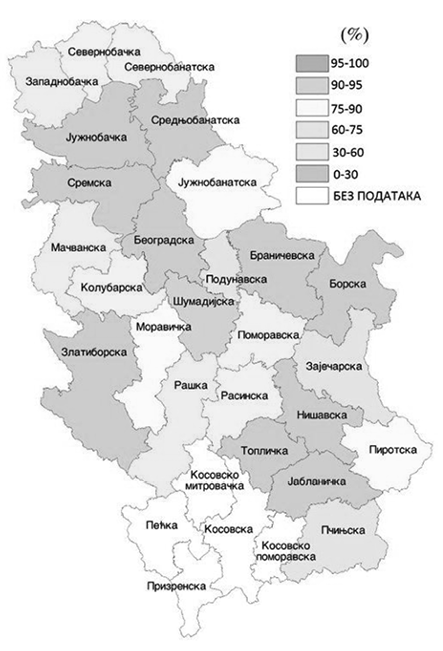 (%)
95-100
90-95
75-90
60-75
30-60
0-30
БЕЗ ПОДАТАКА
Севернобачка
Севернобанатска
Западнобачка
Јужнобачка
Средњобанатска
Сремска
Јужнобанатска
Мачванска
Београдска
Колубарска
Подунавска
Браничевска
Борска
Шумадијска
Моравичка
Поморавска
Златиборска
Зајечарска
Рашка
Расинска
Нишавска
Топличка
Пиротска
Јабланичка
Косовско
митровачка
Пећка
Косовска
Косовско
поморавска
Пчињска
Призренска